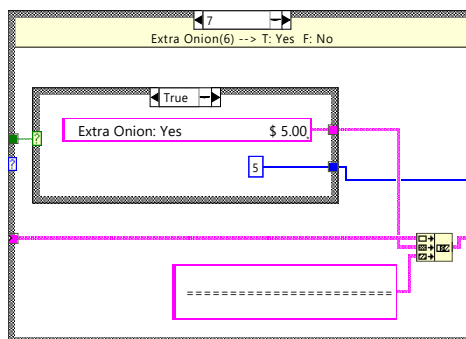 7
Extra Onion(6) --> T: Yes F: No
True
?
Extra Onion: Yes $ 5.00
?
5
=======================